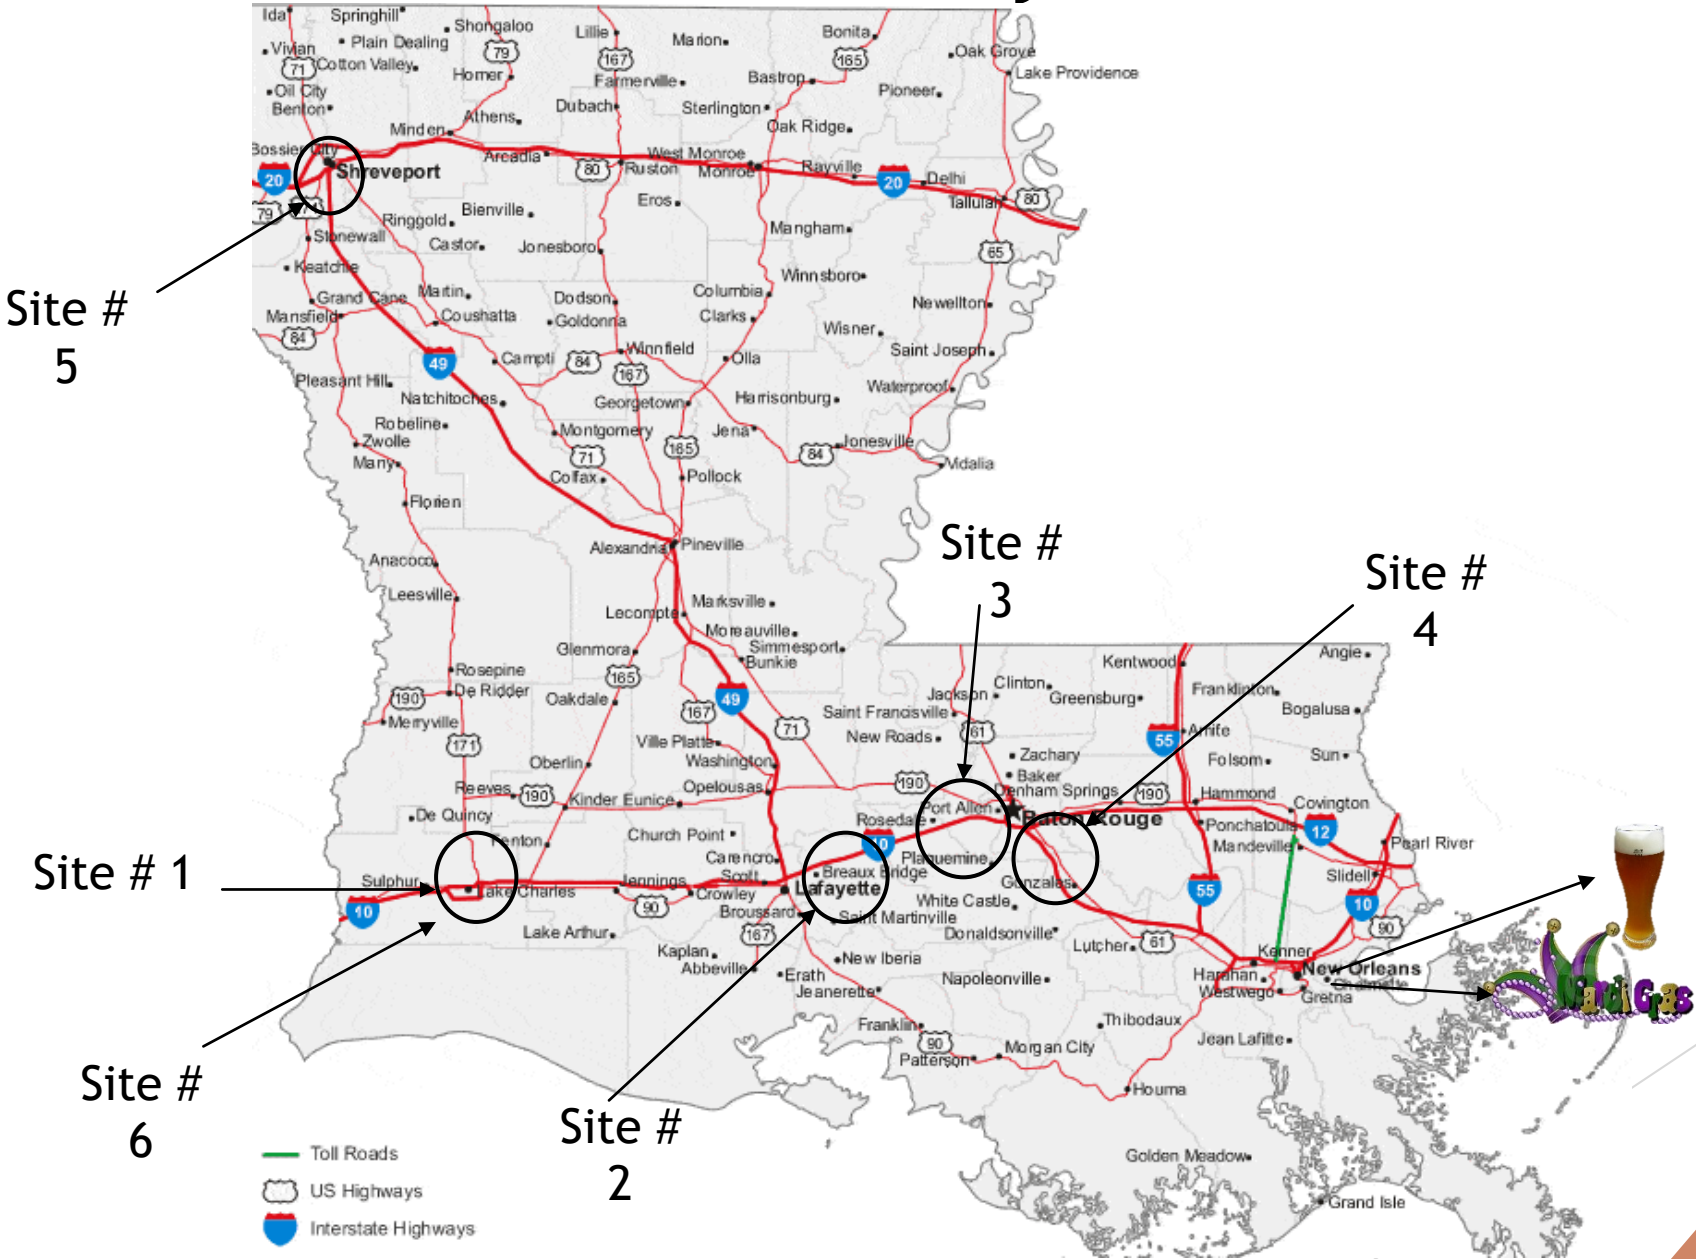 Ida
Springhill
Shongaloo
Lillie
Marion
Bonita
Vivian
Plain Dealing
79
167
165
Oak Grove
71
Cotton Valley
Homer
Farmerville
Bastrop
Lake Providence
Oil City
Benton
Dubach
Sterlington
Pioneer
Athens
Minden
Oak Ridge
Bossier City
Arcadia
West Monroe
20
Shreveport
80
Ruston
Monroe
Rayville
20
Delhi
79
Tallulah
80
Ringgold
Bienville
Eros
Stonewall
Castor
Jonesboro
Mangham
65
Keatchie
Winnsboro
Site #
5
Grand Cane
Martin
Dodson
Columbia
Newellton
Mansfield
Coushatta
Goldonna
Clarks
Wisner
84
49
Campti
84
Winnfield
Olla
Saint Joseph
167
Pleasant Hill
Natchitoches
Georgetown
Harrisonburg
Waterproof
Robeline
Montgomery
Jena
Zwolle
165
Jonesville
Many
71
84
Vidalia
Colfax
Pollock
Florien
Site #
3
Alexandria
Pineville
Anacoco
Site #
4
Leesville
Lecompte
Marksville
Moreauville
Glenmora
Simmesport
Bunkie
Kentwood
Angie
Rosepine
165
De Ridder
190
Oakdale
49
Jackson
Clinton
Greensburg
Franklinton
Merryville
167
71
Saint Francisville
Bogalusa
171
Ville Platte
New Roads
61
55
Amite
Oberlin
Washington
Zachary
Folsom
Sun
Baker
Reeves
190
Kinder
Eunice
Opelousas
190
Denham Springs
190
Hammond
De Quincy
Port Allen
Covington
Fenton
Church Point
Rosedale
Baton Rouge
Ponchatoula
12
10
Mandeville
Pearl River
Carencro
Plaquemine
Site # 1
Sulphur
Lake Charles
Jennings
Scott
Breaux Bridge
Gonzales
Slidell
10
90
Crowley
Lafayette
White Castle
55
10
Broussard
Saint Martinville
90
Lake Arthur
167
Donaldsonville
Lutcher
61
Kaplan
New Iberia
Kenner
Abbeville
Erath
Napoleonville
Harahan
New Orleans
Jeanerette
Westwego
Chalmette
Gretna
Mardi Gras
Franklin
90
Thibodaux
Patterson
Morgan City
Jean Lafitte
Site #
6
Houma
Site #
2
Toll Roads
Golden Meadow
US Highways
Grand Isle
Interstate Highways